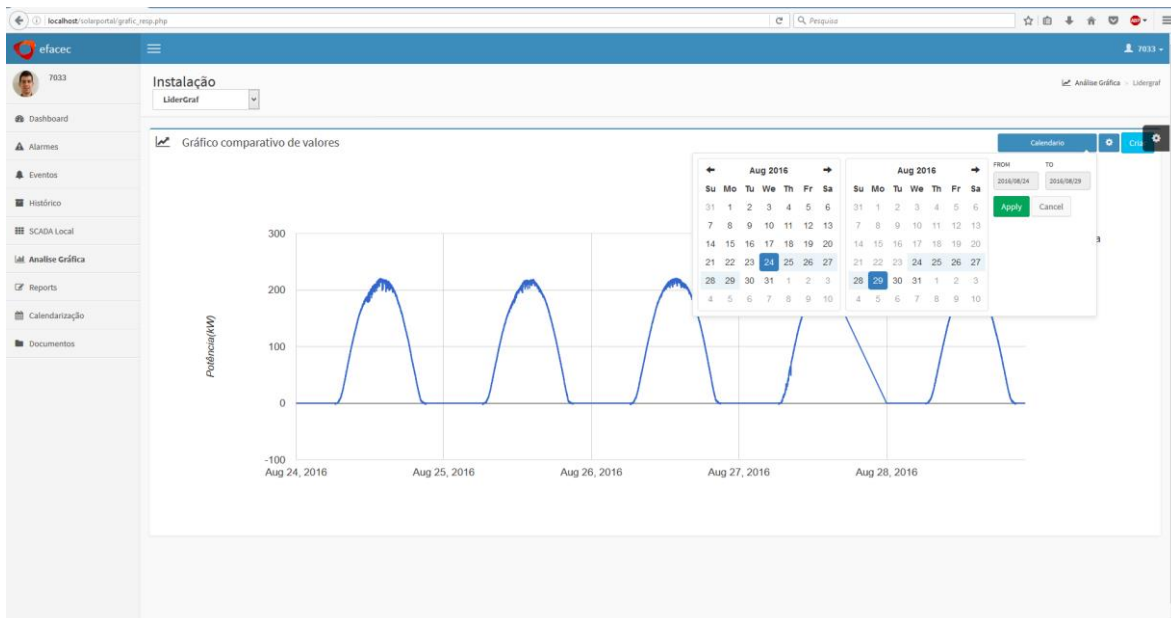 localhost/solarportal/grafic_resp.php
Pesquisa
efacec
7033
7033
Instalação
LiderGraf
Análise Gráfica > Lidergraf
Dashboard
Alarmes
Eventos
Histórico
SCADA Local
Analise Gráfica
Reports
Calendarização
Documentos
Gráfico comparativo de valores
Calendario
Aug 2016
Su Mo Tu We Th Fr Sa
31 1 2 3 4 5 6
7 8 9 10 11 12 13
14 15 16 17 18 19 20
21 22 23 24 25 26 27
28 29 30 31 1 2 3
4 5 6 7 8 9 10
Aug 2016
Su Mo Tu We Th Fr Sa
31 1 2 3 4 5 6
7 8 9 10 11 12 13
14 15 16 17 18 19 20
21 22 23 24 25 26 27
28 29 30 31 1 2 3
4 5 6 7 8 9 10
FROM TO
2016/08/24 2016/08/29
Apply Cancel
Potência(kW)
300
200
100
0
-100
Aug 24, 2016 Aug 25, 2016 Aug 26, 2016 Aug 27, 2016 Aug 28, 2016